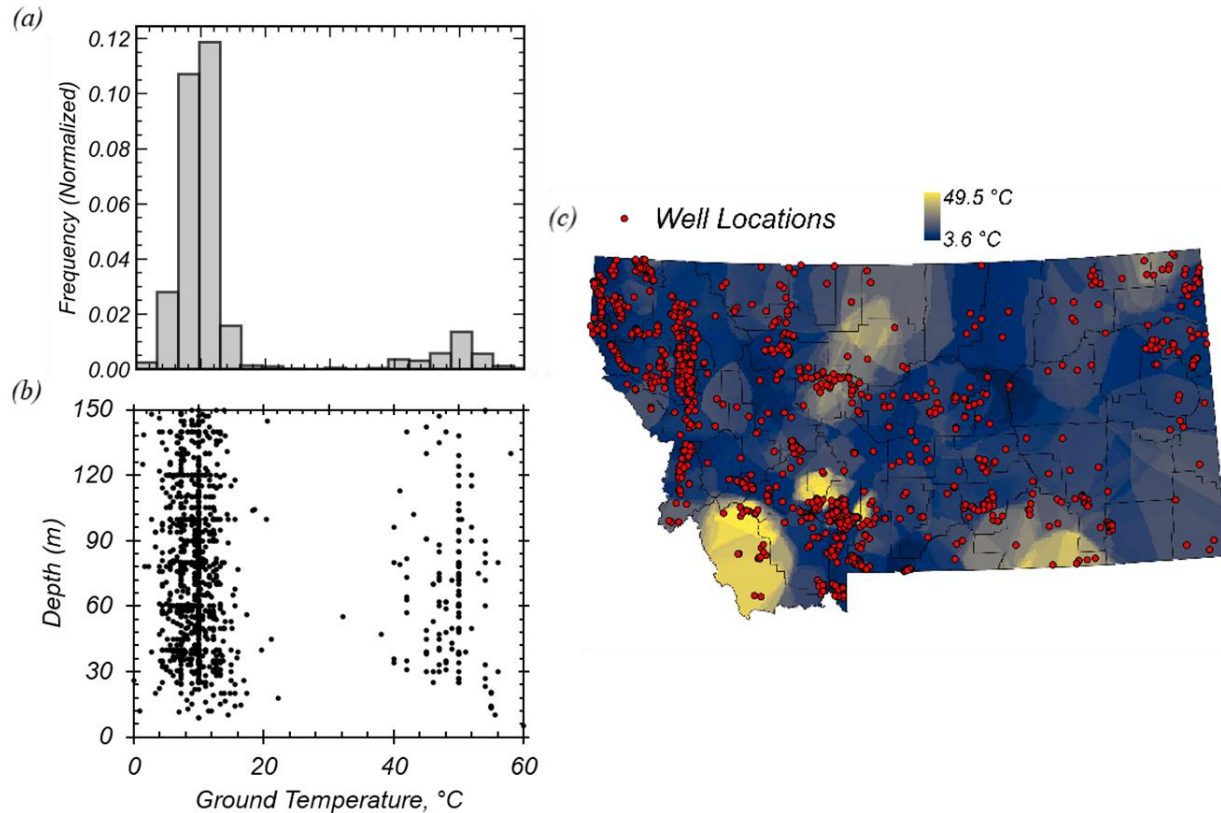 (a)
0.12
0.10
0.08
0.06
0.04
0.02
0.00
Frequency (Normalized)
(b)
150
120
90
60
30
0
Depth (m)
0 20 40 60
Ground Temperature, °C
(c)
Well Locations
49.5 °C
3.6 °C